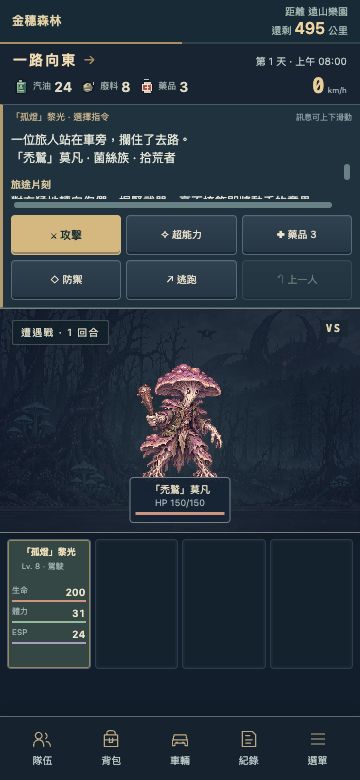 金穗森林
距離 遠山樂園
還剩 495 公里
一路向東 →
第 1 天 · 上午 08:00
汽油 24 廢料 8 藥品 3
0 km/h
「孤燈」黎光 · 選擇指令
訊息可上下滑動
一位旅人站在車旁，攔住了去路。
「禿鷲」莫凡 · 菌絲族 · 拾荒者
旅途片刻
攻擊
超能力
藥品 3
防禦
逃跑
上一人
遭遇戰 · 1 回合
VS
「禿鷲」莫凡
HP 150/150
「孤燈」黎光
Lv. 8 · 駕駛
生命 200
體力 31
ESP 24
隊伍
背包
車輛
紀錄
選單